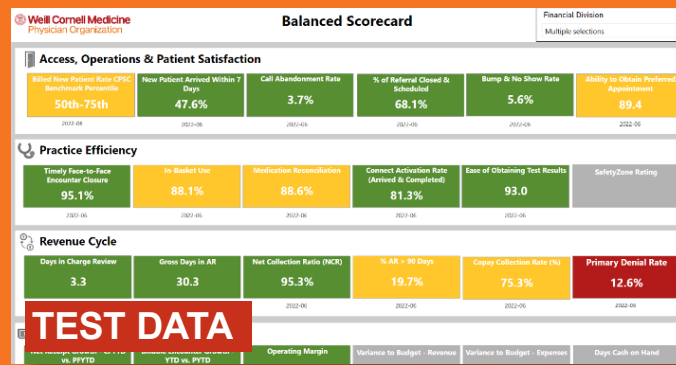 Weill Cornell Medicine
Physician Organization
Balanced Scorecard
Financial Division
Multiple selections
Access, Operations & Patient Satisfaction
Billed New Patient Rate CPSC
Benchmark Percentile
50th-75th
2022-06
New Patient Arrived Within 7
Days
47.6%
2022-06
Call Abandonment Rate
3.7%
2022-06
% of Referral Closed &
Scheduled
68.1%
2022-06
Bump & No Show Rate
5.6%
2022-06
Ability to Obtain Preferred
Appointment
89.4
2022-06
Practice Efficiency
Timely Face-to-Face
Encounter Closure
95.1%
2022-06
In-Basket Use
88.1%
2022-06
Medication Reconciliation
88.6%
2022-06
Connect Activation Rate
(Arrived & Completed)
81.3%
2022-06
Ease of Obtaining Test Results
93.0
2022-06
SafetyZone Rating
Revenue Cycle
Days in Charge Review
3.3
Gross Days in AR
30.3
Net Collection Ratio (NCR)
95.3%
2022-06
% AR > 90 Days
19.7%
2022-06
Copay Collection Rate (%)
75.3%
2022-06
Primary Denial Rate
12.6%
2022-06
TEST DATA
vs. PFYTD
YTD vs. PYTD
Operating Margin
Variance to Budget - Revenue
Variance to Budget - Expenses
Days Cash on Hand